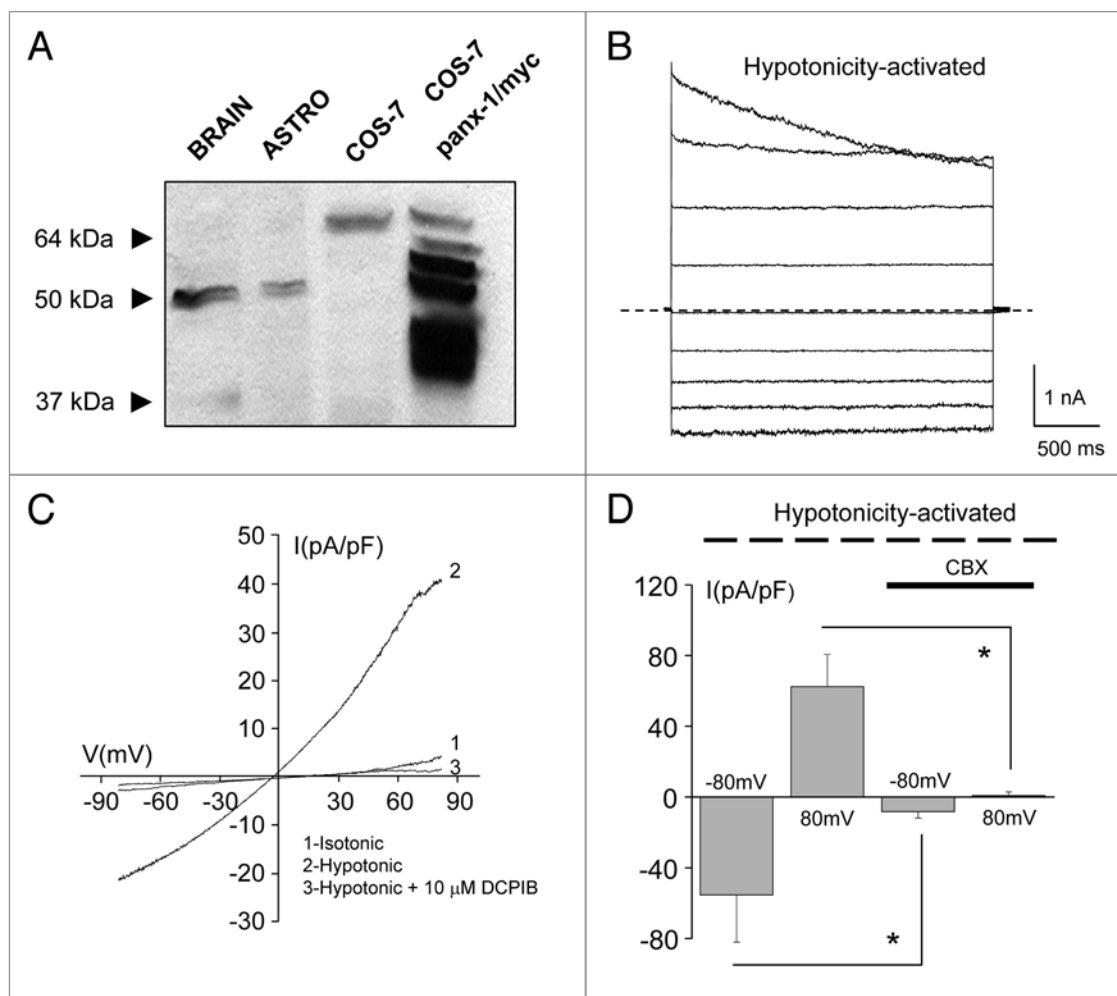 A
BRAIN
ASTRO
COS-7
COS-7
panx-1/myc
64 kDa
50 kDa
37 kDa
B
Hypotonicity-activated
1 nA
500 ms
C
50
I(pA/pF)
2
40
30
20
10
1
3
V(mV)
-90
-60
-30
30
60
90
-10
-20
-30
1-Isotonic
2-Hypotonic
3-Hypotonic + 10 μM DCPIB
D
Hypotonicity-activated
CBX
120
I(pA/pF)
80
*
40
-80mV
-80mV
0
80mV
80mV
-40
*
-80